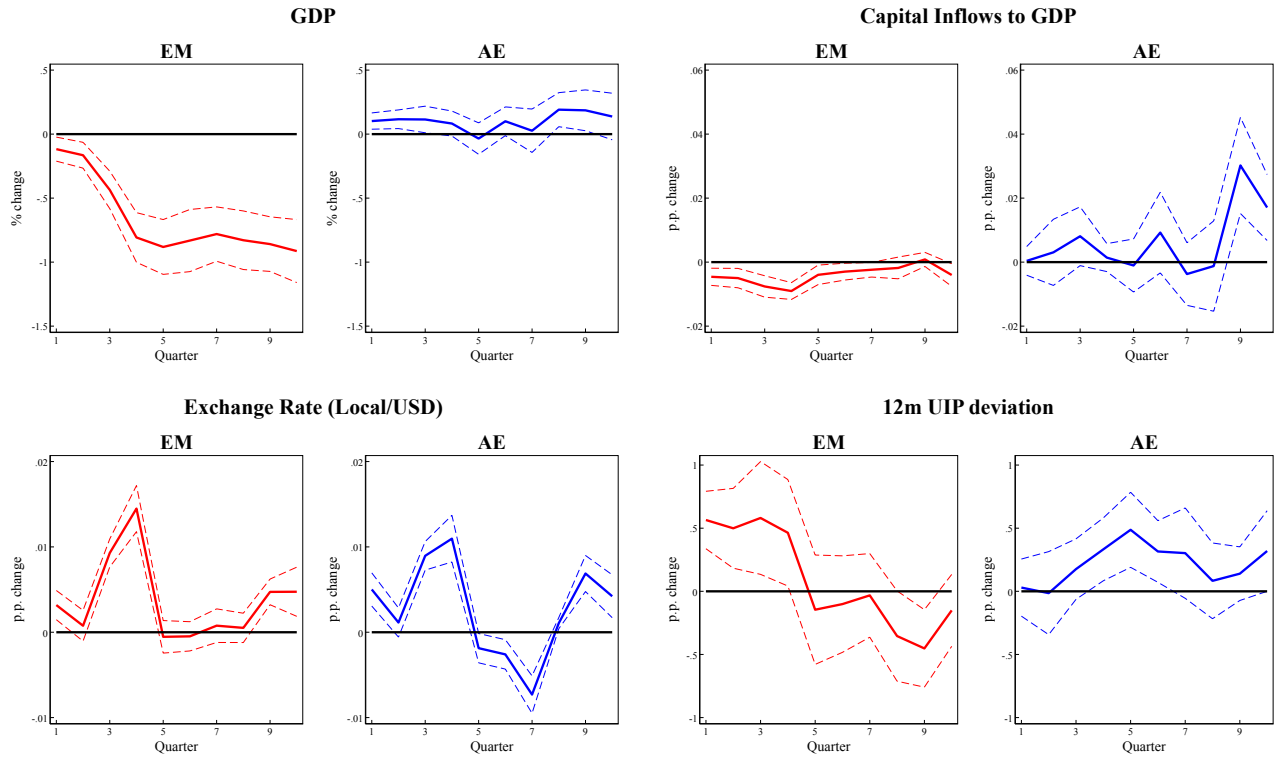 GDP
EM
AE
% change
.5
0
-.5
-1
-1.5
1 3 5 7 9
Quarter
% change
.5
0
-.5
-1
-1.5
1 3 5 7 9
Quarter
Capital Inflows to GDP
EM
AE
p.p. change
.06
.04
.02
0
-.02
1 3 5 7 9
Quarter
p.p. change
.06
.04
.02
0
-.02
1 3 5 7 9
Quarter
Exchange Rate (Local/USD)
EM
AE
p.p. change
.02
.01
0
-.01
1 3 5 7 9
Quarter
p.p. change
.02
.01
0
-.01
1 3 5 7 9
Quarter
12m UIP deviation
EM
AE
p.p. change
1
.5
0
-.5
-1
1 3 5 7 9
Quarter
p.p. change
1
.5
0
-.5
-1
1 3 5 7 9
Quarter